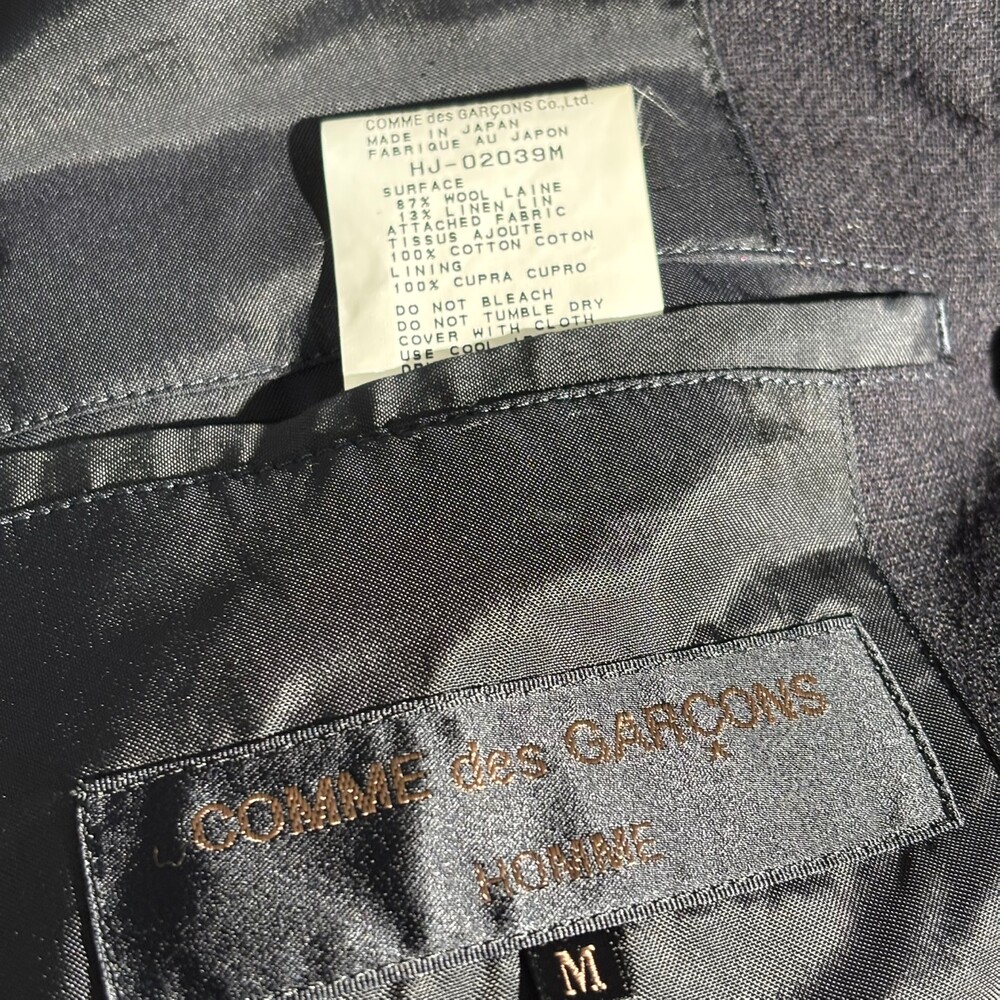 COMME des GARÇONS Co.,Ltd.
MADE IN JAPAN
FABRIQUE AU JAPON
HJ-02039M
SURFACE
87% WOOL LAINE
13% LINEN LIN
ATTACHED FABRIC
TISSUS AJOUTE
100% COTTON COTON
LINING
100% CUPRA CUPRO
DO NOT BLEACH
DO NOT TUMBLE DRY
COVER WITH CLOTH
USE COOL
COMME des GARÇONS
HOMME
M